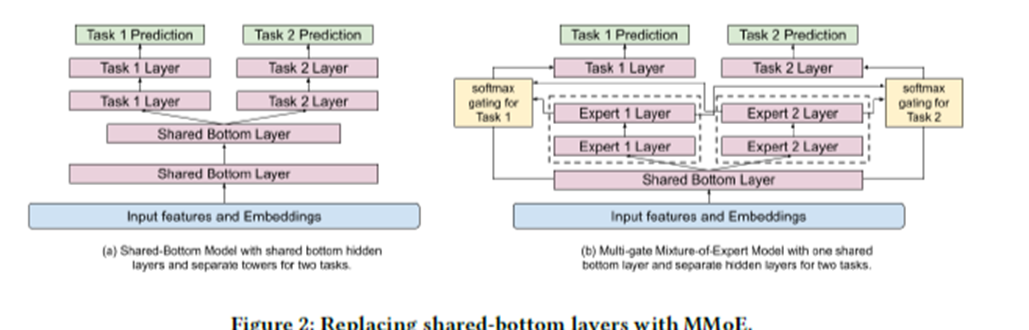 Task 1 Prediction
Task 2 Prediction
Task 1 Layer
Task 2 Layer
Task 1 Layer
Task 2 Layer
Shared Bottom Layer
Shared Bottom Layer
Input features and Embeddings
(a) Shared-Bottom Model with shared bottom hidden
layers and separate towers for two tasks.
Task 1 Prediction
Task 2 Prediction
Task 1 Layer
Task 2 Layer
softmax
gating for
Task 1
softmax
gating for
Task 2
Expert 1 Layer
Expert 2 Layer
Expert 1 Layer
Expert 2 Layer
Shared Bottom Layer
Input features and Embeddings
(b) Multi-gate Mixture-of-Expert Model with one shared
bottom layer and separate hidden layers for two tasks.
Figure 2: Replacing shared-bottom layers with MMoE.